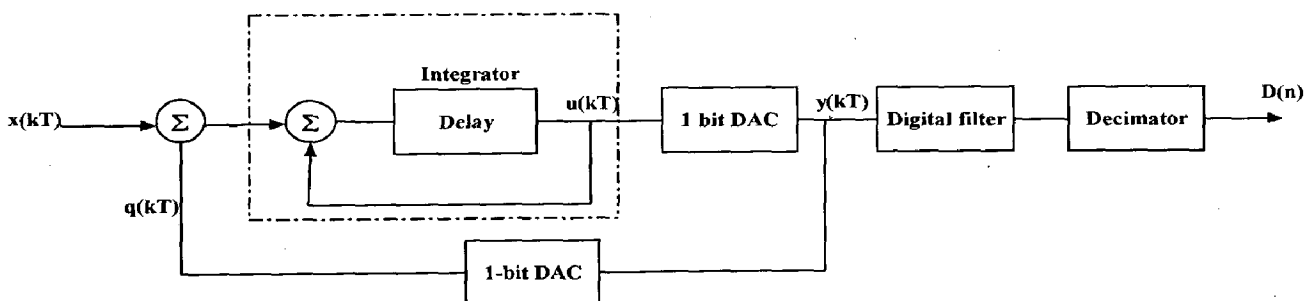 Integrator
x(kT)
Σ
Σ
Delay
u(kT)
1 bit DAC
y(kT)
Digital filter
Decimator
D(n)
q(kT)
1-bit DAC